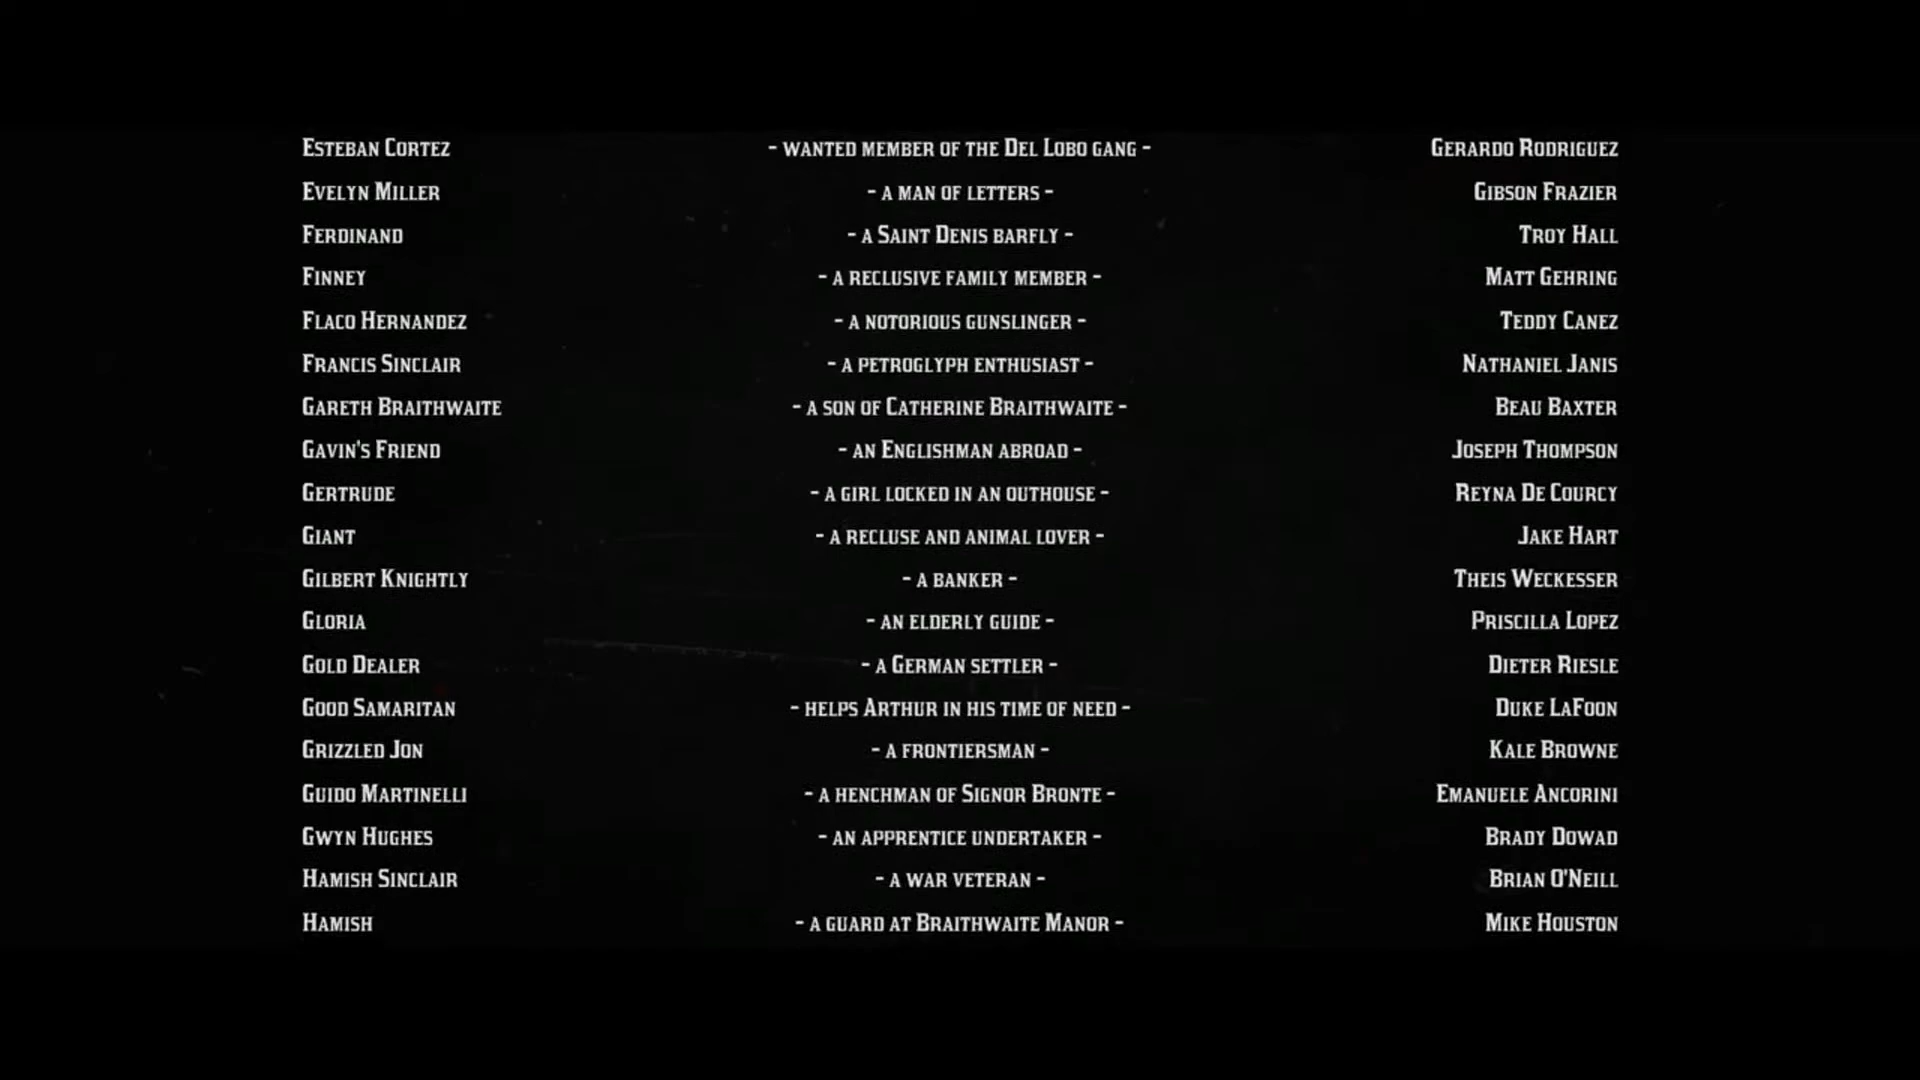 Esteban Cortez - wanted member of the Del Lobo gang - Gerardo Rodriguez
Evelyn Miller - a man of letters - Gibson Frazier
Ferdinand - a Saint Denis barfly - Troy Hall
Finney - a reclusive family member - Matt Gehring
Flaco Hernandez - a notorious gunslinger - Teddy Canez
Francis Sinclair - a petroglyph enthusiast - Nathaniel Janis
Gareth Braithwaite - a son of Catherine Braithwaite - Beau Baxter
Gavin's Friend - an Englishman abroad - Joseph Thompson
Gertrude - a girl locked in an outhouse - Reyna De Courcy
Giant - a recluse and animal lover - Jake Hart
Gilbert Knightly - a banker - Theis Weckesser
Gloria - an elderly guide - Priscilla Lopez
Gold Dealer - a German settler - Dieter Riesle
Good Samaritan - helps Arthur in his time of need - Duke LaFoon
Grizzled Jon - a frontiersman - Kale Browne
Guido Martinelli - a henchman of Signor Bronte - Emanuele Ancorini
Gwyn Hughes - an apprentice undertaker - Brady Dowad
Hamish Sinclair - a war veteran - Brian O'Neill
Hamish - a guard at Braithwaite Manor - Mike Houston